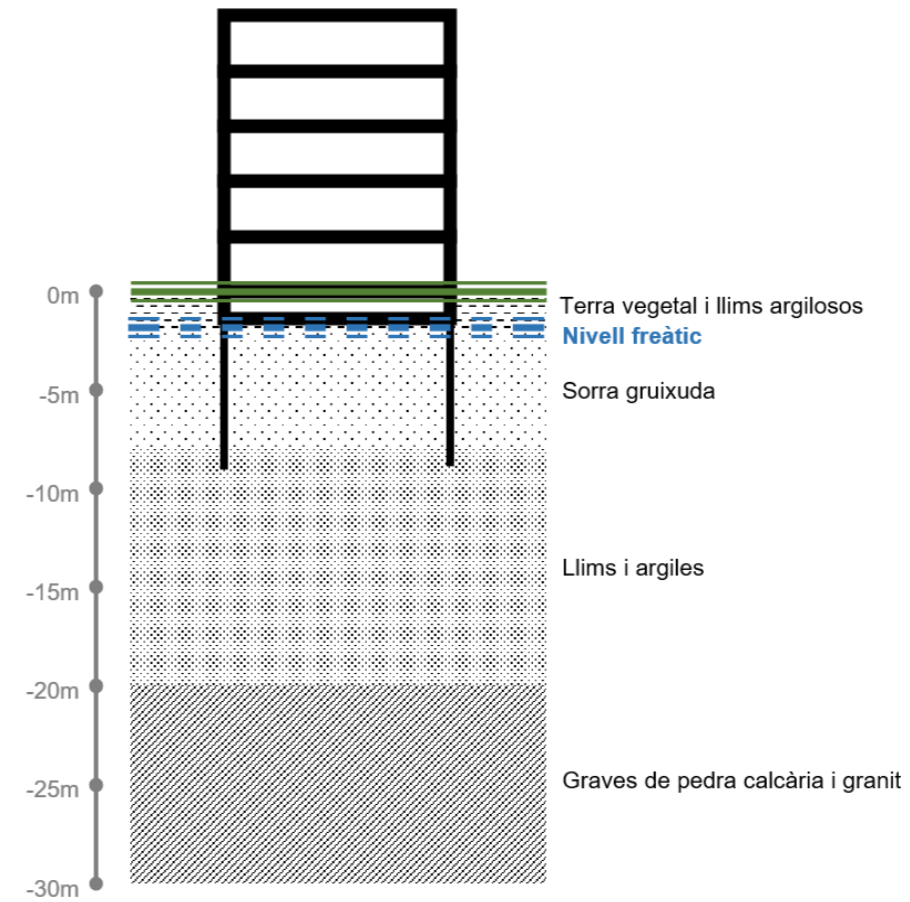 0m
Terra vegetal i llims argilosos
Nivell freàtic
-5m
Sorra gruixuda
-10m
Llims i argiles
-15m
-20m
Graves de pedra calcària i granit
-25m
-30m